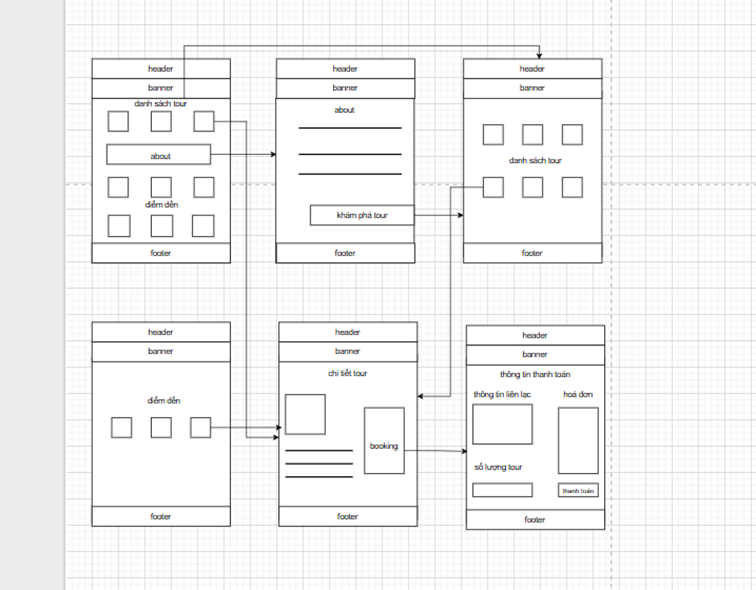 header
banner
danh sách tour
about
điểm đến
footer
header
banner
about
khám phá tour
footer
header
banner
danh sách tour
footer
header
banner
điểm đến
footer
header
banner
chi tiết tour
booking
footer
header
banner
thông tin thanh toán
thông tin liên lạc
hoá đơn
số lượng tour
thanh toán
footer